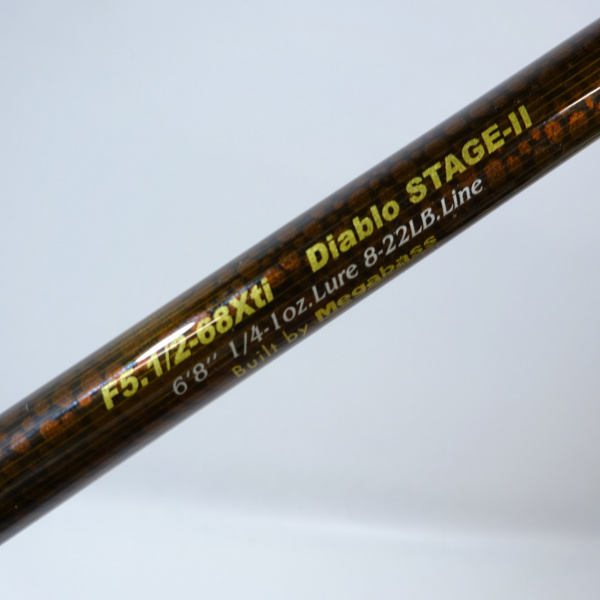 F5.1/2-68Xti Diablo STAGE-II
6'8" 1/4-1oz.Lure 8-22LB.Line
Built by Megabass